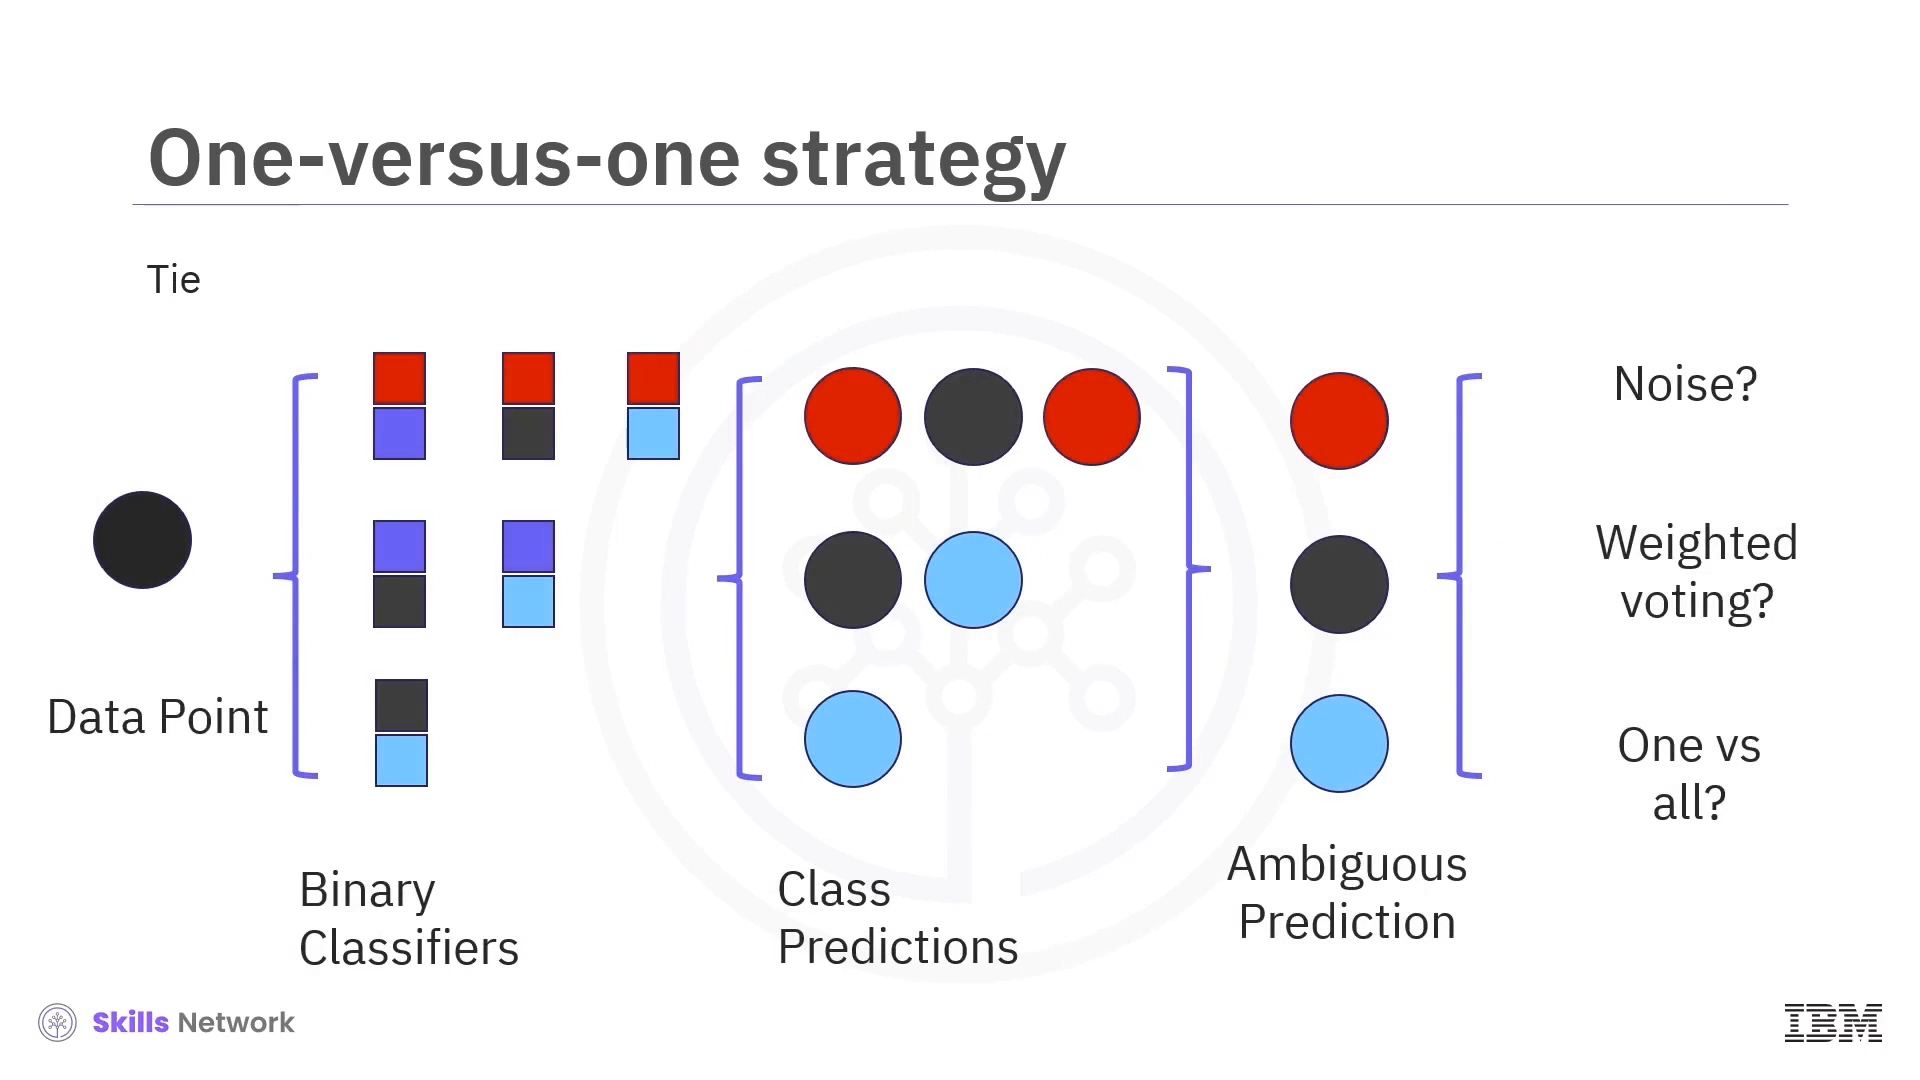 One-versus-one strategy
Tie
Data Point
Binary
Classifiers
Class
Predictions
Ambiguous
Prediction
Noise?
Weighted
voting?
One vs
all?
Skills Network
IBM